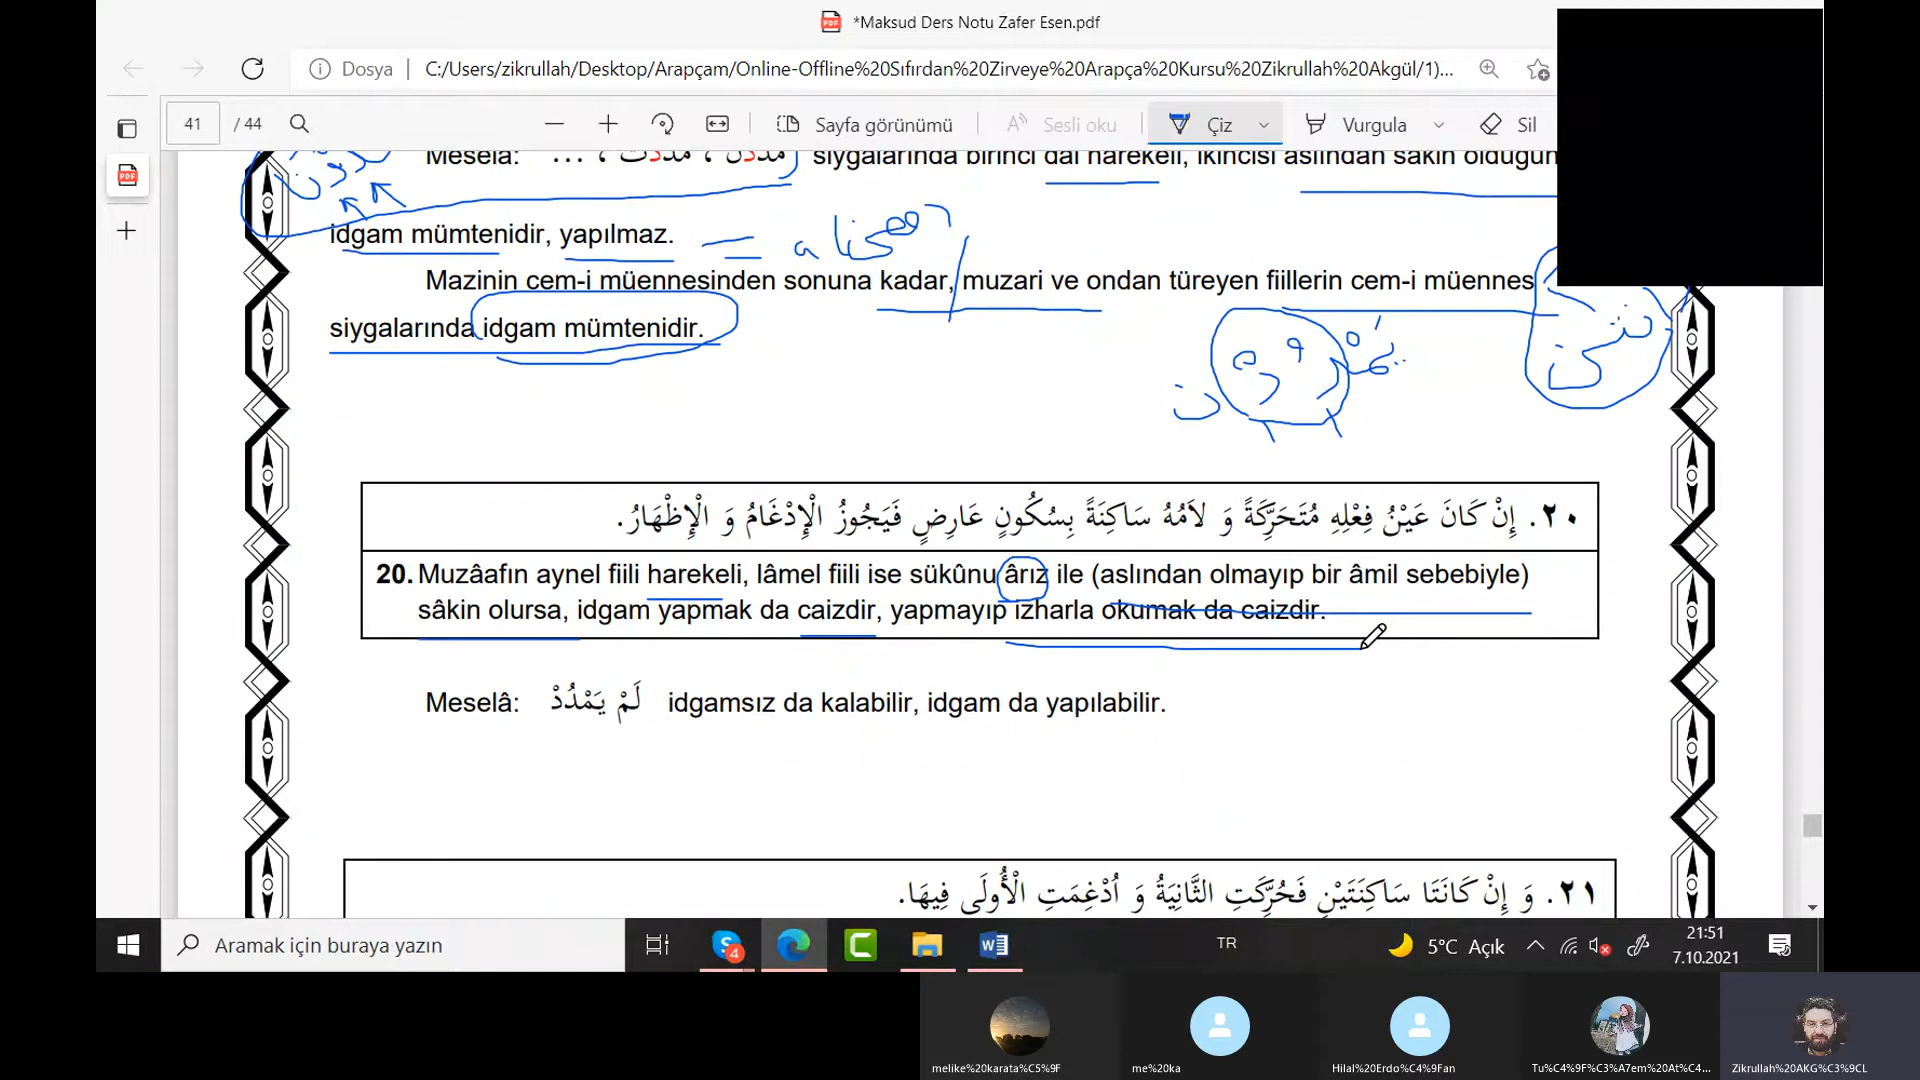 *Maksud Ders Notu Zafer Esen.pdf
Dosya
C:/Users/zikrullah/Desktop/Arapçam/Online-Offline%20Sıfırdan%20Zirveye%20Arapça%20Kursu%20Zikrullah%20Akgül/1)...
41 / 44
Sayfa görünümü
Sesli oku
Çiz
Vurgula
Sil
Meselâ: مَدَدْنَ ، مَدَدْتَ ، ... siygalarında birinci dal harekeli, ikincisi aslından sâkin olduğun
idgam mümtenidir, yapılmaz.
Mazinin cem-i müennesinden sonuna kadar, muzari ve ondan türeyen fiillerin cem-i müennes
siygalarında idgam mümtenidir.
٢٠. إِنْ كَانَ عَيْنُ فِعْلِهِ مُتَحَرِّكَةً وَ لاَمُهُ سَاكِنَةً بِسُكُونٍ عَارِضٍ فَيَجُوزُ الْإِدْغَامُ وَ الْإِظْهَارُ.
20. Muzâafın aynel fiili harekeli, lâmel fiili ise sükûnu ârız ile (aslından olmayıp bir âmil sebebiyle)
sâkin olursa, idgam yapmak da caizdir, yapmayıp izharla okumak da caizdir.
Meselâ: لَمْ يَمْدُدْ idgamsız da kalabilir, idgam da yapılabilir.
٢١. وَ إِنْ كَانَتَا سَاكِنَتَيْنِ فَحُرِّكَتِ الثَّانِيَةُ وَ اُدْغِمَتِ الْأُولَى فِيهَا.
Aramak için buraya yazın
4
TR
5°C Açık
21:51
7.10.2021
melike%20karata%C5%9F
me%20ka
Hilal%20Erdo%C4%9Fan
Tu%C4%9F%C3%A7em%20At%C4...
Zikrullah%20AKG%C3%9CL